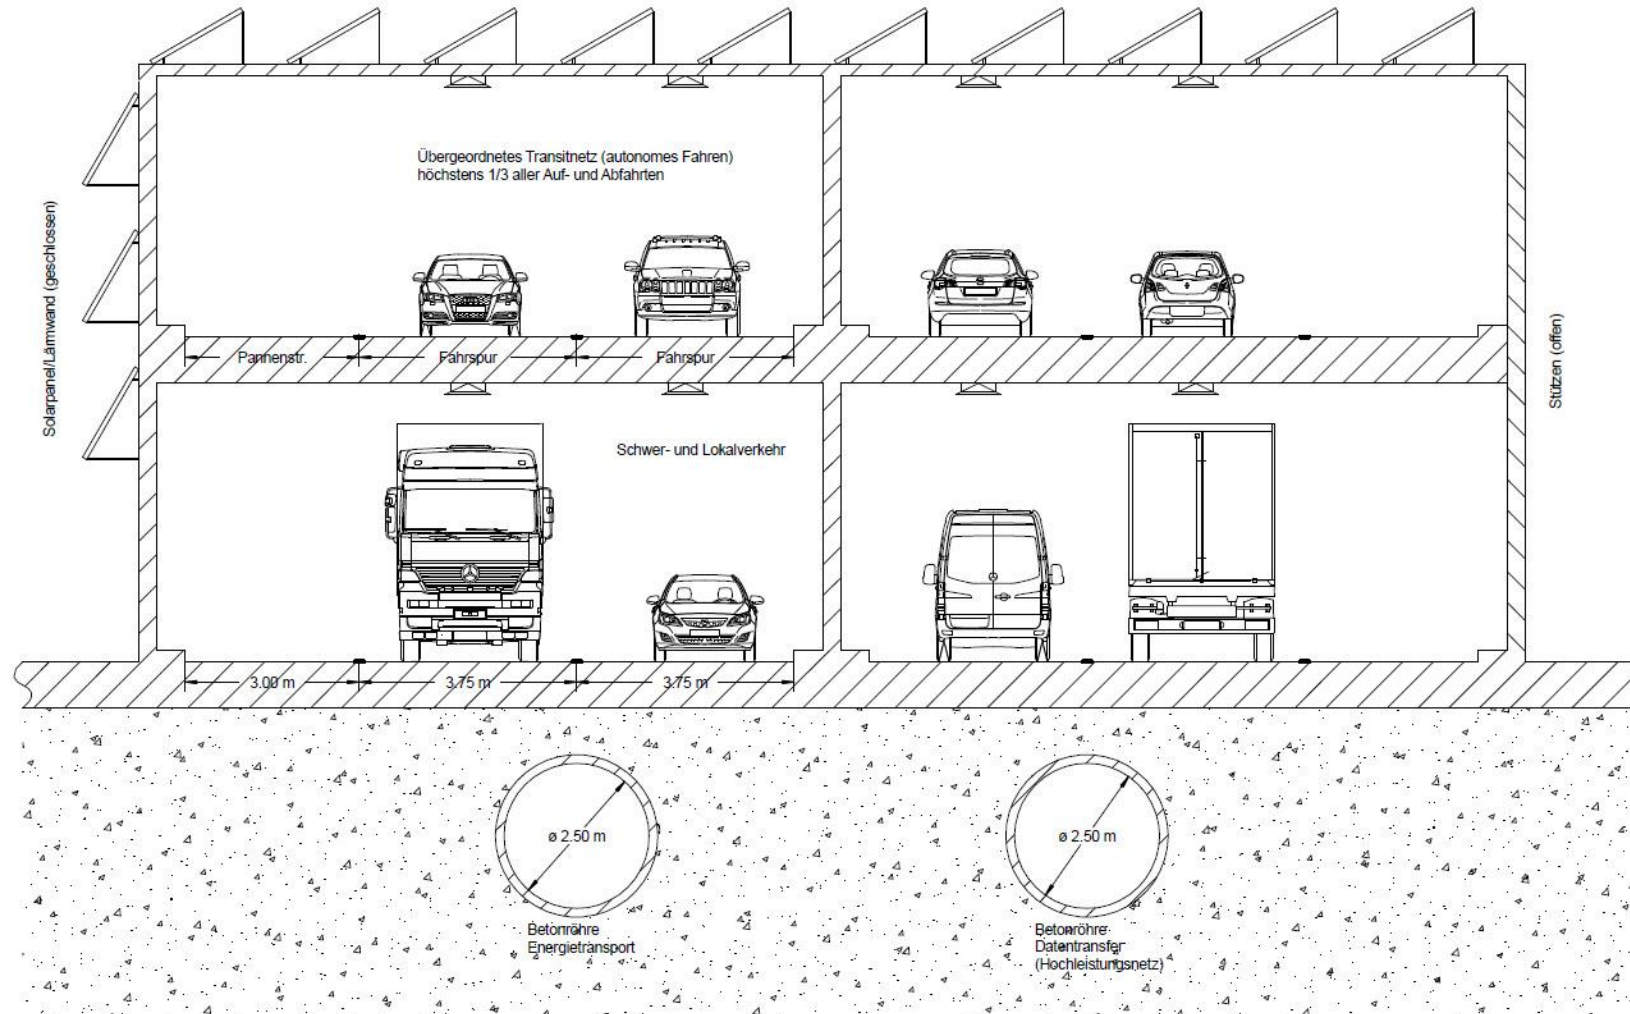 Übergeordnetes Transitnetz (autonomes Fahren)
höchstens 1/3 aller Auf- und Abfahrten
Solarpanel/Lärmwand (geschlossen)
Stützen (offen)
Pannenstr.
Fahrspur
Fahrspur
Schwer- und Lokalverkehr
3.00 m
3.75 m
3.75 m
ø 2.50 m
ø 2.50 m
Betonröhre
Energietransport
Betonröhre
Datentransfer
(Hochleistungsnetz)